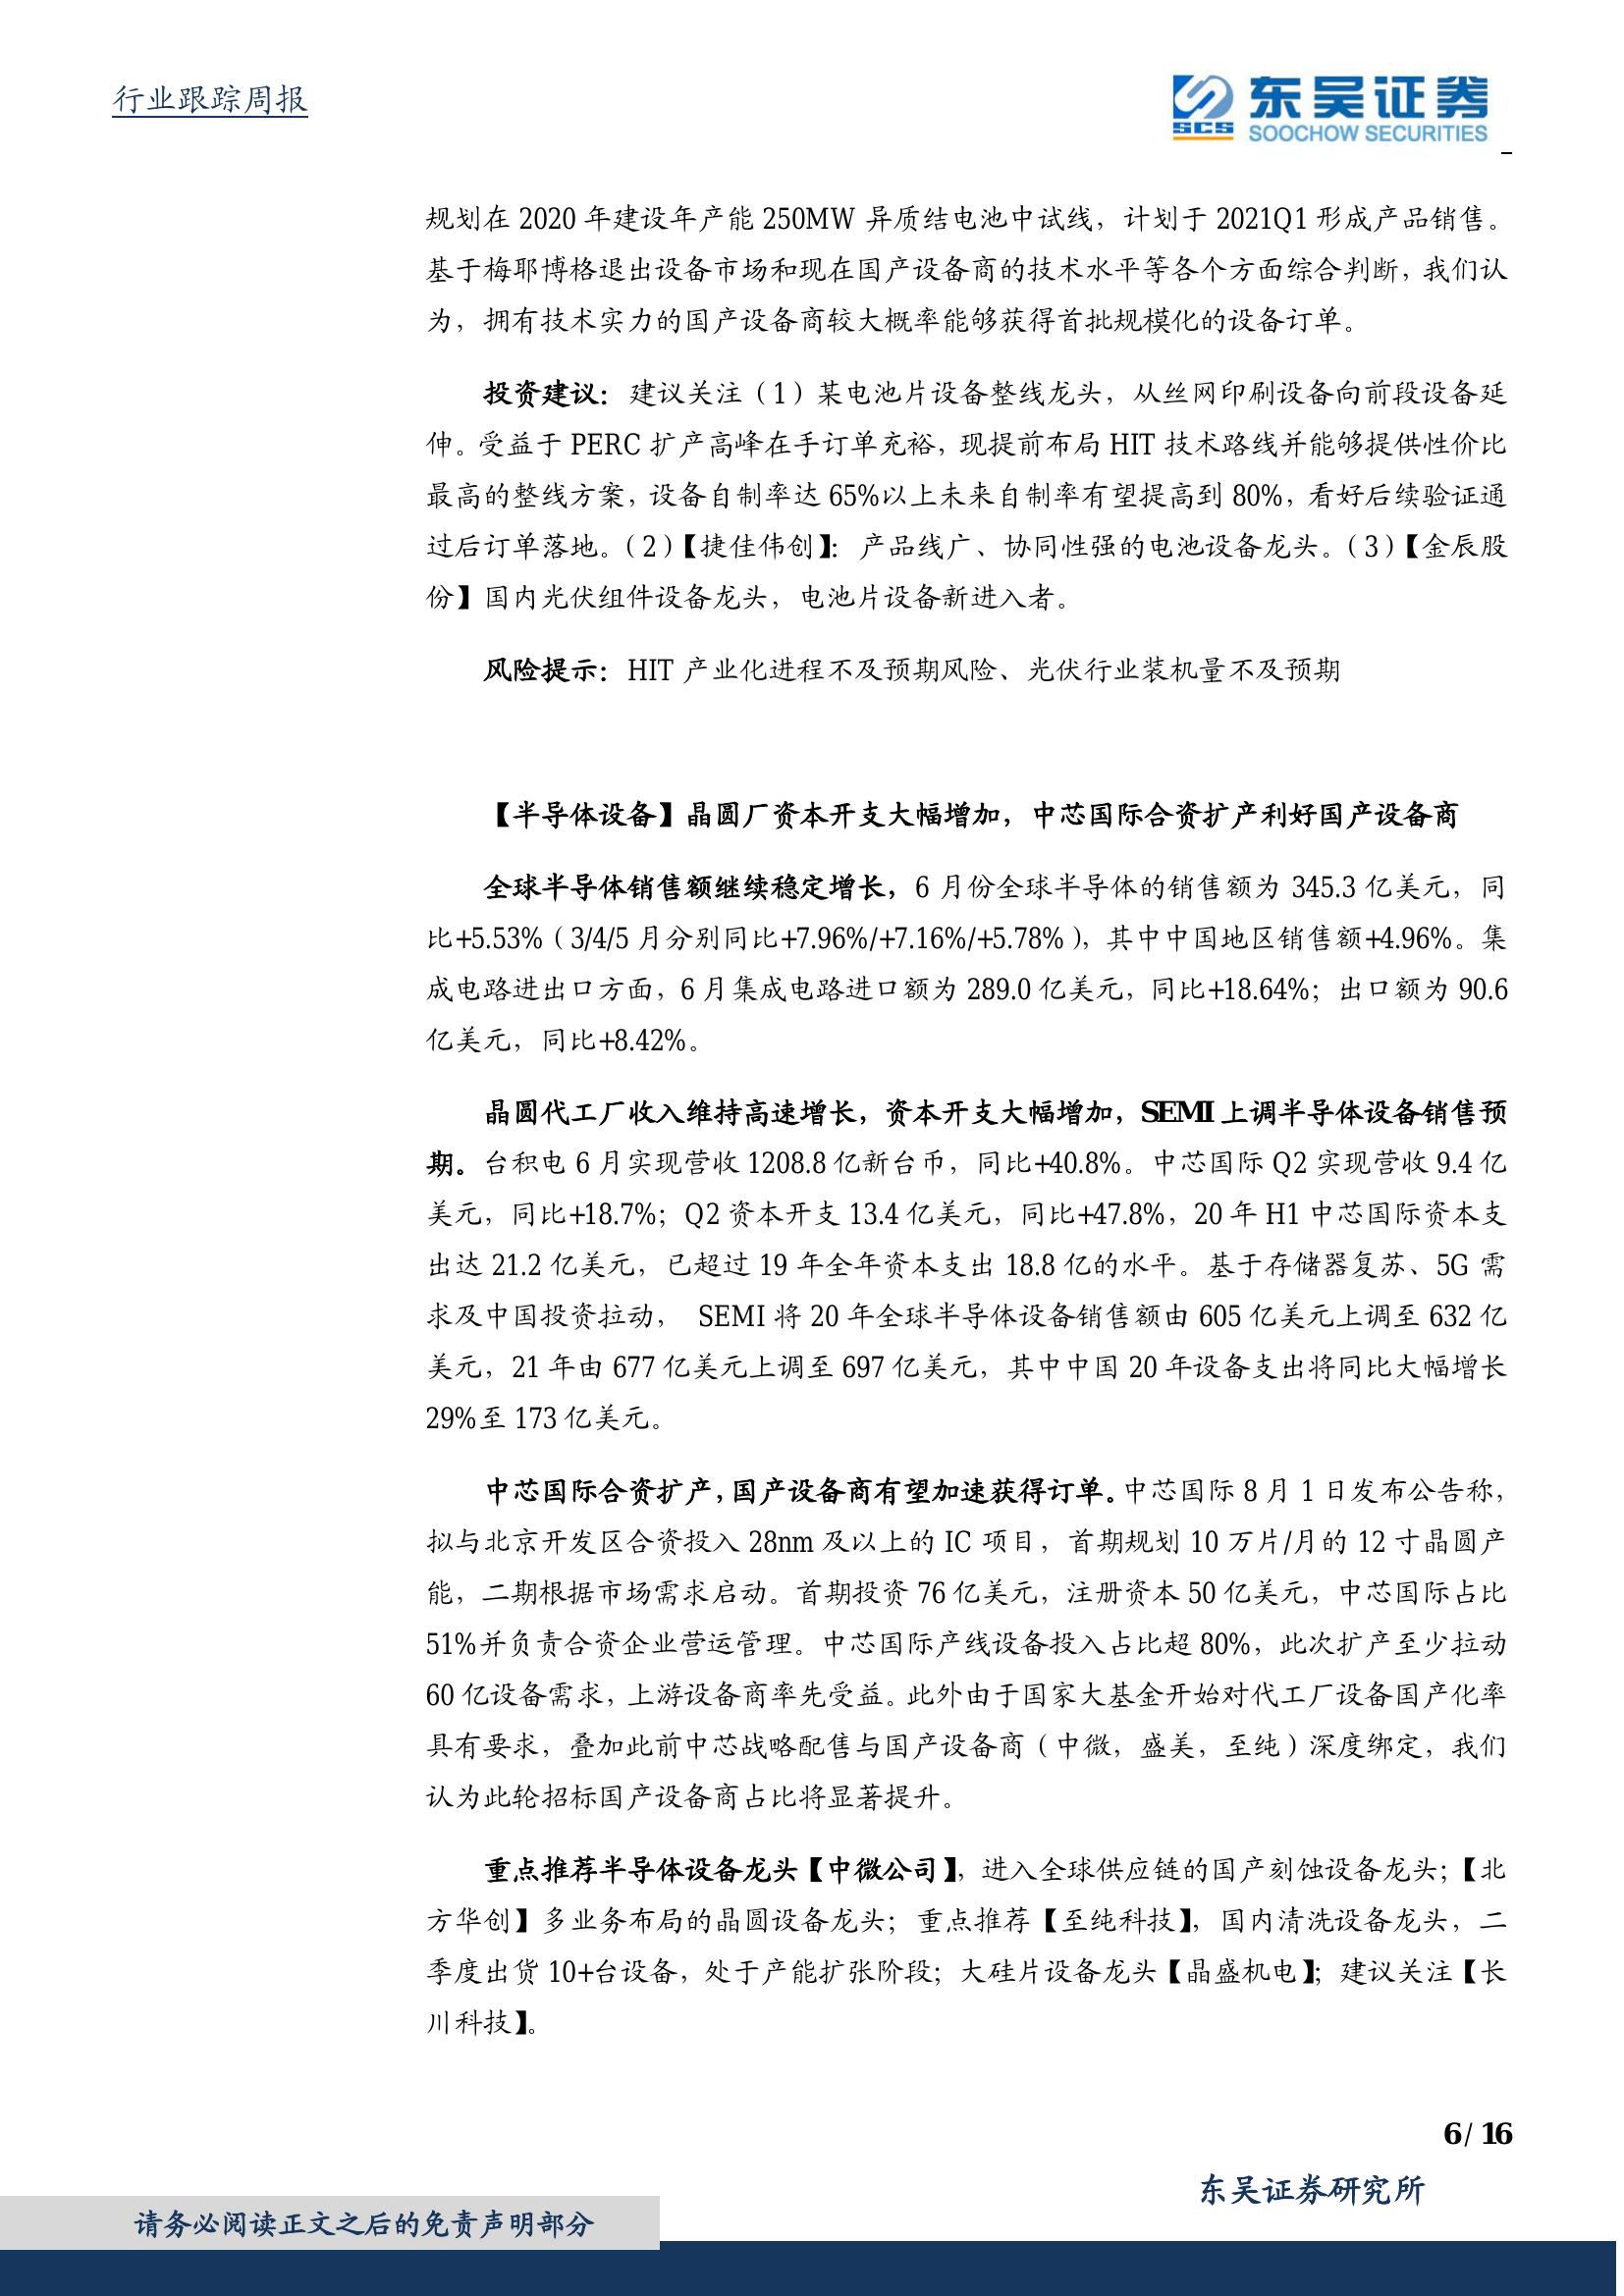 行业跟踪周报
SCS
东吴证券
SOOCHOW SECURITIES
规划在 2020 年建设年产能 250MW 异质结电池中试线，计划于 2021Q1 形成产品销售。
基于梅耶博格退出设备市场和现在国产设备商的技术水平等各个方面综合判断，我们认
为，拥有技术实力的国产设备商较大概率能够获得首批规模化的设备订单。
投资建议：建议关注（1）某电池片设备整线龙头，从丝网印刷设备向前段设备延
伸。受益于 PERC 扩产高峰在手订单充裕，现提前布局 HIT 技术路线并能够提供性价比
最高的整线方案，设备自制率达 65%以上未来自制率有望提高到 80%，看好后续验证通
过后订单落地。（2）【捷佳伟创】：产品线广、协同性强的电池设备龙头。（3）【金辰股
份】国内光伏组件设备龙头，电池片设备新进入者。
风险提示：HIT 产业化进程不及预期风险、光伏行业装机量不及预期
【半导体设备】晶圆厂资本开支大幅增加，中芯国际合资扩产利好国产设备商
全球半导体销售额继续稳定增长，6 月份全球半导体的销售额为 345.3 亿美元，同
比+5.53%（3/4/5 月分别同比+7.96%/+7.16%/+5.78%），其中中国地区销售额+4.96%。集
成电路进出口方面，6 月集成电路进口额为 289.0 亿美元，同比+18.64%；出口额为 90.6
亿美元，同比+8.42%。
晶圆代工厂收入维持高速增长，资本开支大幅增加，SEMI 上调半导体设备销售预
期。台积电 6 月实现营收 1208.8 亿新台币，同比+40.8%。中芯国际 Q2 实现营收 9.4 亿
美元，同比+18.7%；Q2 资本开支 13.4 亿美元，同比+47.8%，20 年 H1 中芯国际资本支
出达 21.2 亿美元，已超过 19 年全年资本支出 18.8 亿的水平。基于存储器复苏、5G 需
求及中国投资拉动， SEMI 将 20 年全球半导体设备销售额由 605 亿美元上调至 632 亿
美元，21 年由 677 亿美元上调至 697 亿美元，其中中国 20 年设备支出将同比大幅增长
29%至 173 亿美元。
中芯国际合资扩产，国产设备商有望加速获得订单。中芯国际 8 月 1 日发布公告称，
拟与北京开发区合资投入 28nm 及以上的 IC 项目，首期规划 10 万片/月的 12 寸晶圆产
能，二期根据市场需求启动。首期投资 76 亿美元，注册资本 50 亿美元，中芯国际占比
51%并负责合资企业营运管理。中芯国际产线设备投入占比超 80%，此次扩产至少拉动
60 亿设备需求，上游设备商率先受益。此外由于国家大基金开始对代工厂设备国产化率
具有要求，叠加此前中芯战略配售与国产设备商（中微，盛美，至纯）深度绑定，我们
认为此轮招标国产设备商占比将显著提升。
重点推荐半导体设备龙头【中微公司】，进入全球供应链的国产刻蚀设备龙头；【北
方华创】多业务布局的晶圆设备龙头；重点推荐【至纯科技】，国内清洗设备龙头，二
季度出货 10+台设备，处于产能扩张阶段；大硅片设备龙头【晶盛机电】；建议关注【长
川科技】。
6 / 16
东吴证券研究所
请务必阅读正文之后的免责声明部分